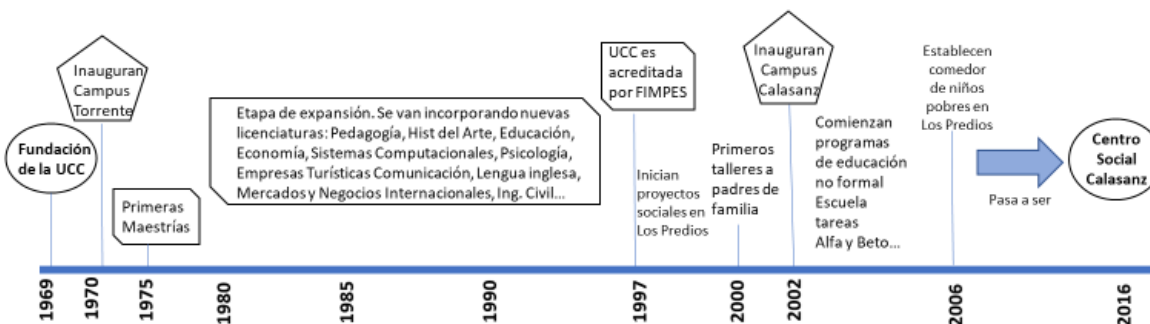 Fundación
de la UCC
Inauguran
Campus
Torrente
Primeras
Maestrías
Etapa de expansión. Se van incorporando nuevas
licenciaturas: Pedagogía, Hist del Arte, Educación,
Economía, Sistemas Computacionales, Psicología,
Empresas Turísticas Comunicación, Lengua inglesa,
Mercados y Negocios Internacionales, Ing. Civil...
UCC es
acreditada
por FIMPES
Inician
proyectos
sociales en
Los Predios
Primeros
talleres a
padres de
familia
Inauguran
Campus
Calasanz
Comienzan
programas
de educación
no formal
Escuela
tareas
Alfa y Beto...
Establecen
comedor
de niños
pobres en
Los Predios
Pasa a ser
Centro
Social
Calasanz
1969
1970
1975
1980
1985
1990
1997
2000
2002
2006
2016